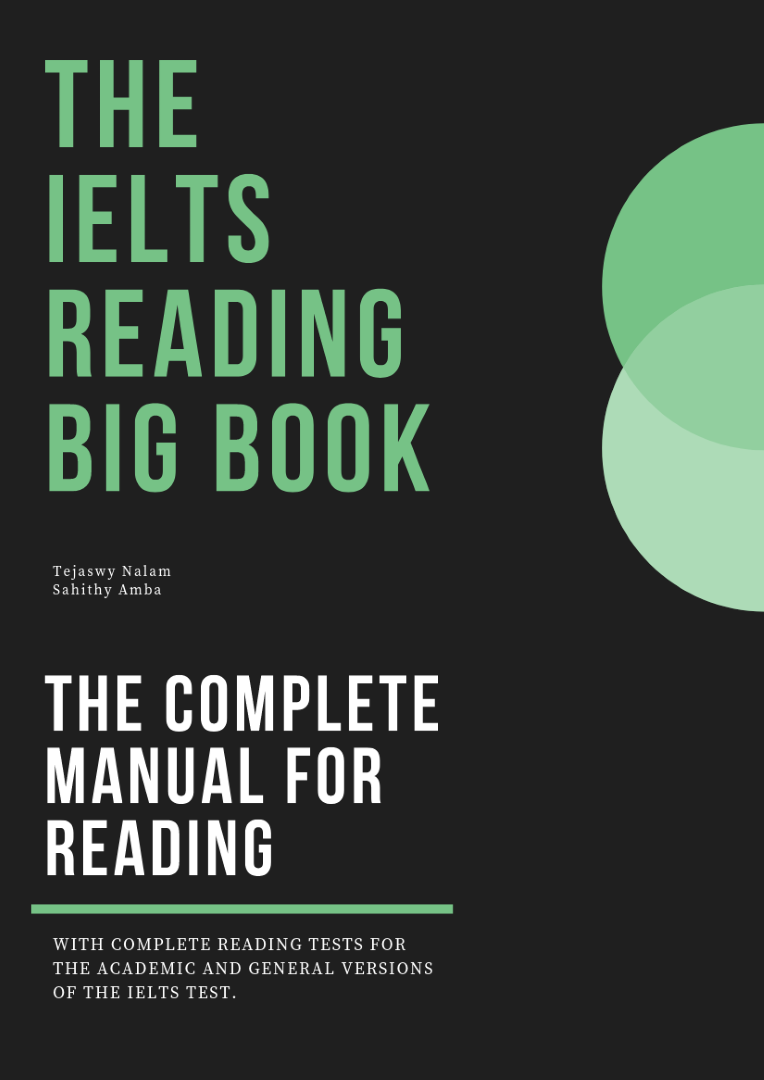 THE
IELTS
READING
BIG BOOK
Tejaswy Nalam
Sahithy Amba
THE COMPLETE
MANUAL FOR
READING
WITH COMPLETE READING TESTS FOR
THE ACADEMIC AND GENERAL VERSIONS
OF THE IELTS TEST.